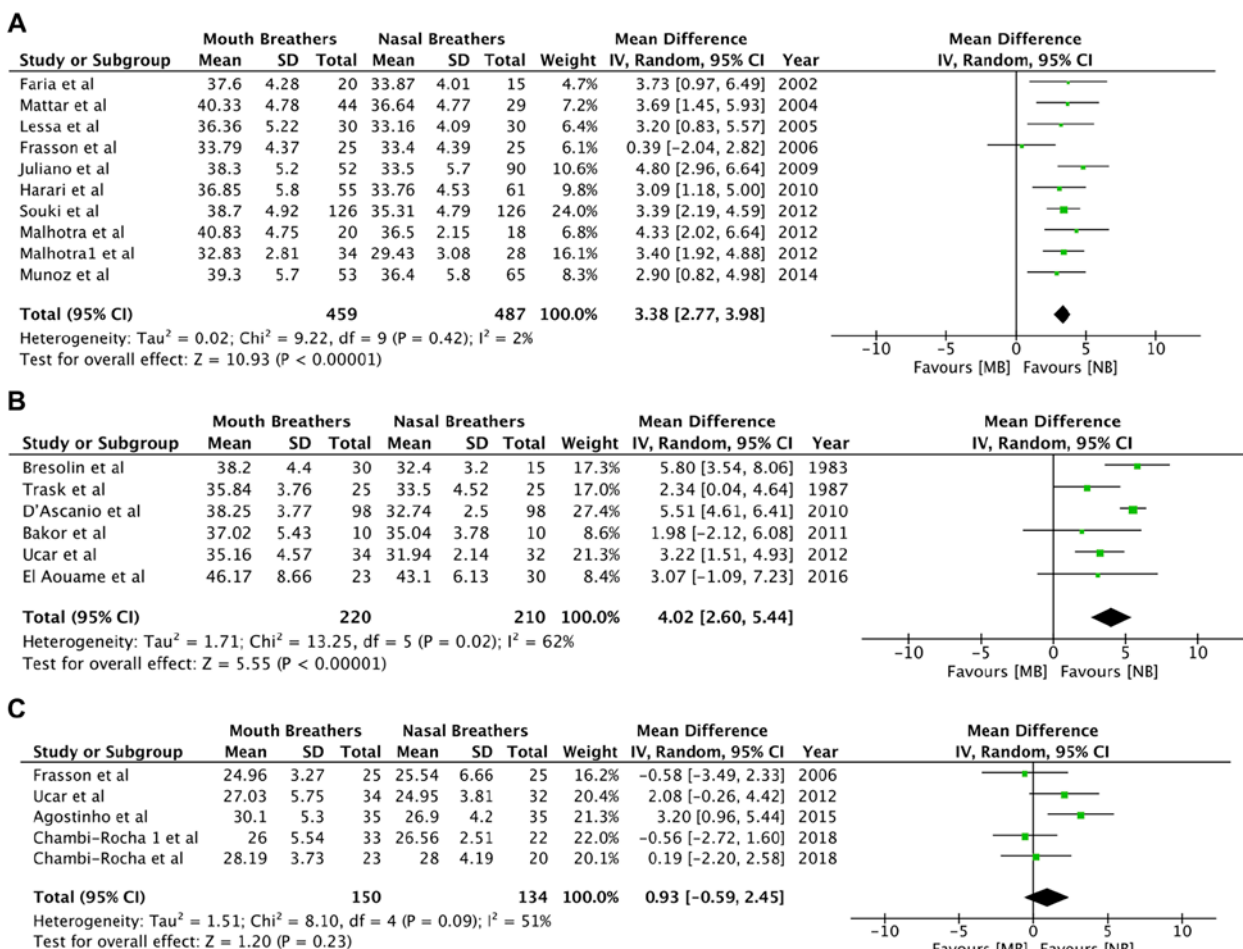 A
Mouth Breathers Nasal Breathers Mean Difference Mean Difference
Study or Subgroup Mean SD Total Mean SD Total Weight IV, Random, 95% CI Year IV, Random, 95% CI
Faria et al 37.6 4.28 20 33.87 4.01 15 4.7% 3.73 [0.97, 6.49] 2002
Mattar et al 40.33 4.78 44 36.64 4.77 29 7.2% 3.69 [1.45, 5.93] 2004
Lessa et al 36.36 5.22 30 33.16 4.09 30 6.4% 3.20 [0.83, 5.57] 2005
Frasson et al 33.79 4.37 25 33.4 4.39 25 6.1% 0.39 [−2.04, 2.82] 2006
Juliano et al 38.3 5.2 52 33.5 5.7 90 10.6% 4.80 [2.96, 6.64] 2009
Harari et al 36.85 5.8 55 33.76 4.53 61 9.8% 3.09 [1.18, 5.00] 2010
Souki et al 38.7 4.92 126 35.31 4.79 126 24.0% 3.39 [2.19, 4.59] 2012
Malhotra et al 40.83 4.75 20 36.5 2.15 18 6.8% 4.33 [2.02, 6.64] 2012
Malhotra1 et al 32.83 2.81 34 29.43 3.08 28 16.1% 3.40 [1.92, 4.88] 2012
Munoz et al 39.3 5.7 53 36.4 5.8 65 8.3% 2.90 [0.82, 4.98] 2014
Total (95% CI) 459 487 100.0% 3.38 [2.77, 3.98]
Heterogeneity: Tau² = 0.02; Chi² = 9.22, df = 9 (P = 0.42); I² = 2%
Test for overall effect: Z = 10.93 (P < 0.00001)
−10 −5 0 5 10
Favours [MB] Favours [NB]
B
Mouth Breathers Nasal Breathers Mean Difference Mean Difference
Study or Subgroup Mean SD Total Mean SD Total Weight IV, Random, 95% CI Year IV, Random, 95% CI
Bresolin et al 38.2 4.4 30 32.4 3.2 15 17.3% 5.80 [3.54, 8.06] 1983
Trask et al 35.84 3.76 25 33.5 4.52 25 17.0% 2.34 [0.04, 4.64] 1987
D'Ascanio et al 38.25 3.77 98 32.74 2.5 98 27.4% 5.51 [4.61, 6.41] 2010
Bakor et al 37.02 5.43 10 35.04 3.78 10 8.6% 1.98 [−2.12, 6.08] 2011
Ucar et al 35.16 4.57 34 31.94 2.14 32 21.3% 3.22 [1.51, 4.93] 2012
El Aouame et al 46.17 8.66 23 43.1 6.13 30 8.4% 3.07 [−1.09, 7.23] 2016
Total (95% CI) 220 210 100.0% 4.02 [2.60, 5.44]
Heterogeneity: Tau² = 1.71; Chi² = 13.25, df = 5 (P = 0.02); I² = 62%
Test for overall effect: Z = 5.55 (P < 0.00001)
−10 −5 0 5 10
Favours [MB] Favours [NB]
C
Mouth Breathers Nasal Breathers Mean Difference Mean Difference
Study or Subgroup Mean SD Total Mean SD Total Weight IV, Random, 95% CI Year IV, Random, 95% CI
Frasson et al 24.96 3.27 25 25.54 6.66 25 16.2% −0.58 [−3.49, 2.33] 2006
Ucar et al 27.03 5.75 34 24.95 3.81 32 20.4% 2.08 [−0.26, 4.42] 2012
Agostinho et al 30.1 5.3 35 26.9 4.2 35 21.3% 3.20 [0.96, 5.44] 2015
Chambi−Rocha 1 et al 26 5.54 33 26.56 2.51 22 22.0% −0.56 [−2.72, 1.60] 2018
Chambi−Rocha et al 28.19 3.73 23 28 4.19 20 20.1% 0.19 [−2.20, 2.58] 2018
Total (95% CI) 150 134 100.0% 0.93 [−0.59, 2.45]
Heterogeneity: Tau² = 1.51; Chi² = 8.10, df = 4 (P = 0.09); I² = 51%
Test for overall effect: Z = 1.20 (P = 0.23)
−10 −5 0 5 10
Favours [MB] Favours [NB]